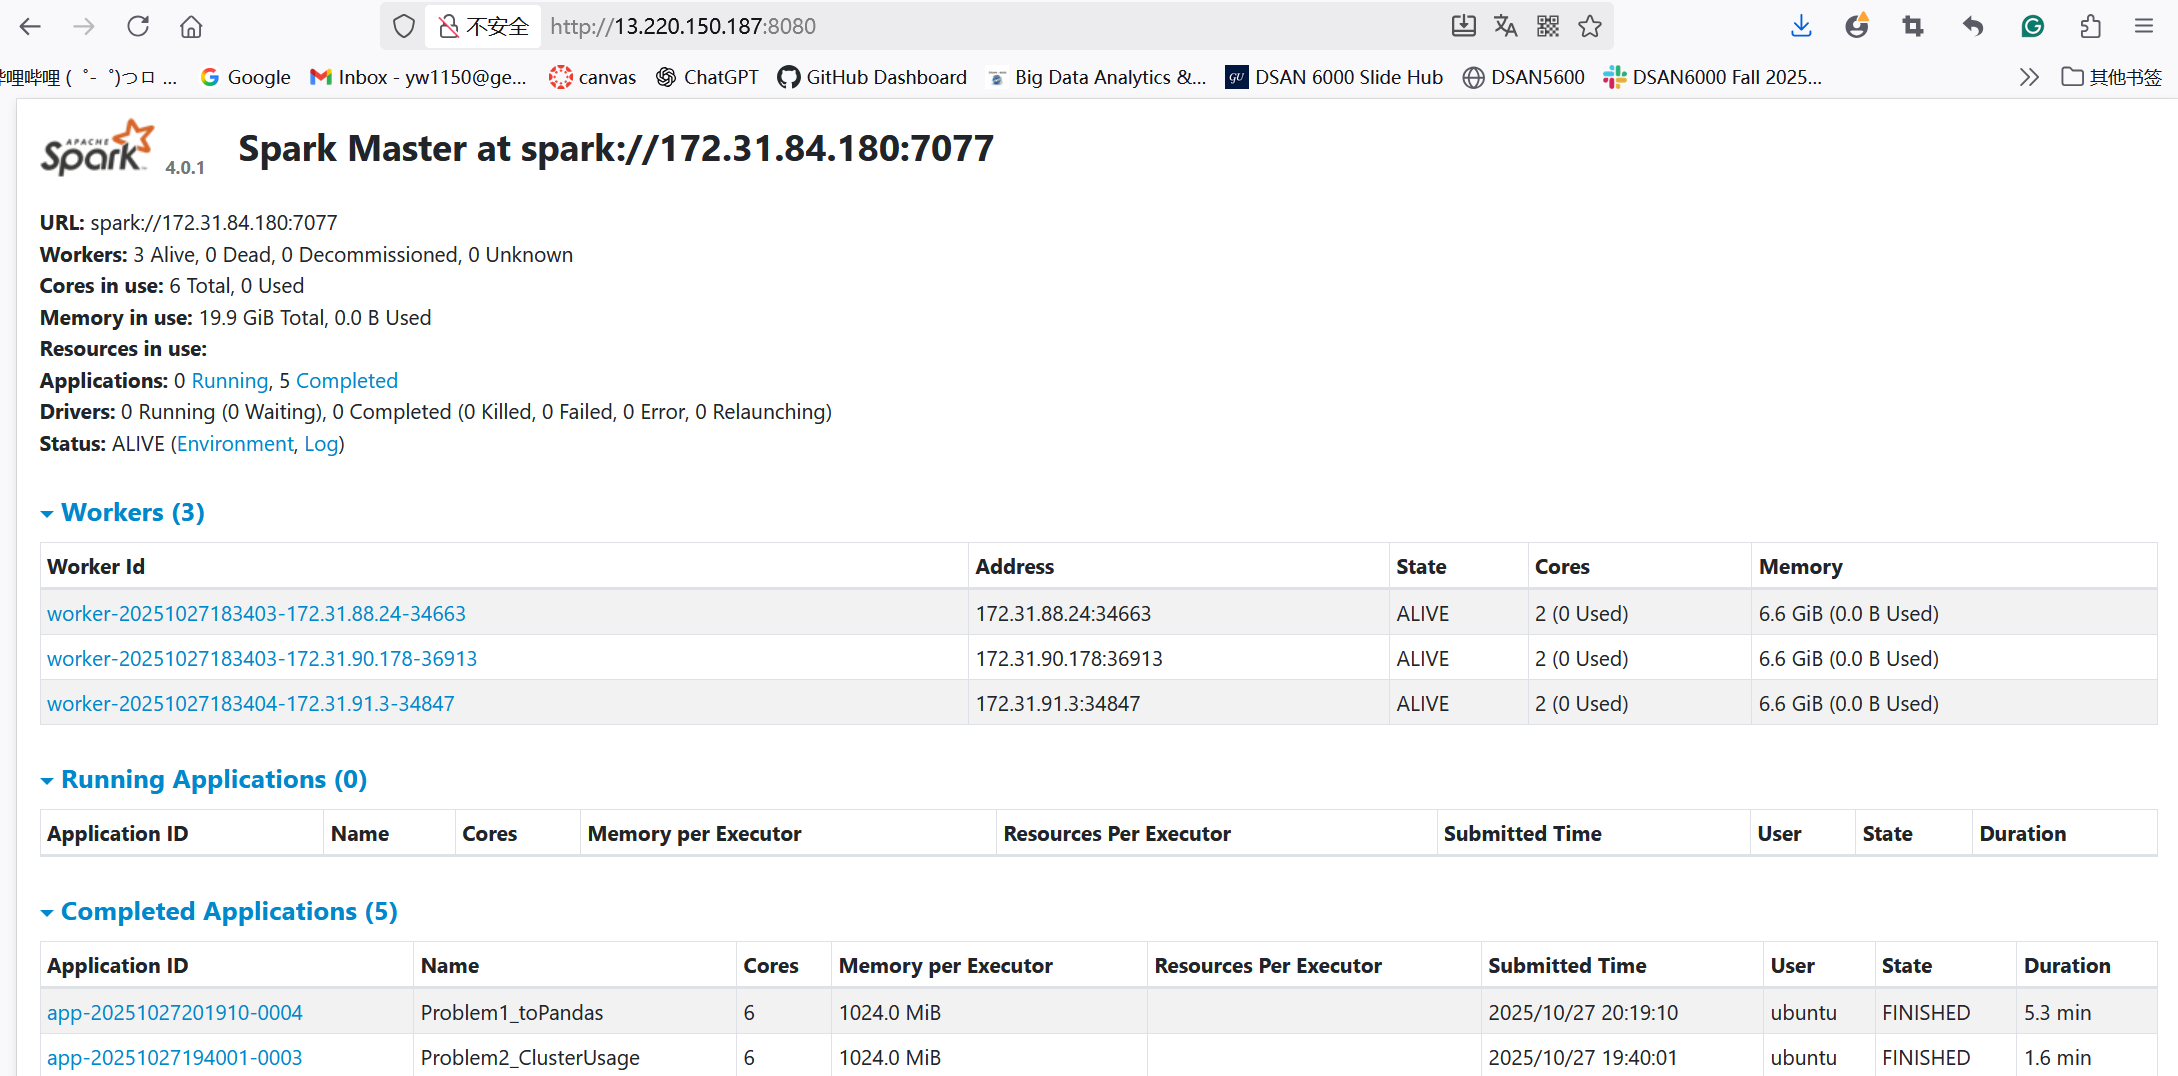 不安全 http://13.220.150.187:8080
哔哩哔哩 ( ゜- ゜)つロ ... Google Inbox - yw1150@ge... canvas ChatGPT GitHub Dashboard Big Data Analytics &... GU DSAN 6000 Slide Hub DSAN5600 DSAN6000 Fall 2025... 其他书签
APACHE Spark 4.0.1 Spark Master at spark://172.31.84.180:7077
URL: spark://172.31.84.180:7077
Workers: 3 Alive, 0 Dead, 0 Decommissioned, 0 Unknown
Cores in use: 6 Total, 0 Used
Memory in use: 19.9 GiB Total, 0.0 B Used
Resources in use:
Applications: 0 Running, 5 Completed
Drivers: 0 Running (0 Waiting), 0 Completed (0 Killed, 0 Failed, 0 Error, 0 Relaunching)
Status: ALIVE (Environment, Log)
Workers (3)
Worker Id Address State Cores Memory
worker-20251027183403-172.31.88.24-34663 172.31.88.24:34663 ALIVE 2 (0 Used) 6.6 GiB (0.0 B Used)
worker-20251027183403-172.31.90.178-36913 172.31.90.178:36913 ALIVE 2 (0 Used) 6.6 GiB (0.0 B Used)
worker-20251027183404-172.31.91.3-34847 172.31.91.3:34847 ALIVE 2 (0 Used) 6.6 GiB (0.0 B Used)
Running Applications (0)
Application ID Name Cores Memory per Executor Resources Per Executor Submitted Time User State Duration
Completed Applications (5)
Application ID Name Cores Memory per Executor Resources Per Executor Submitted Time User State Duration
app-20251027201910-0004 Problem1_toPandas 6 1024.0 MiB 2025/10/27 20:19:10 ubuntu FINISHED 5.3 min
app-20251027194001-0003 Problem2_ClusterUsage 6 1024.0 MiB 2025/10/27 19:40:01 ubuntu FINISHED 1.6 min